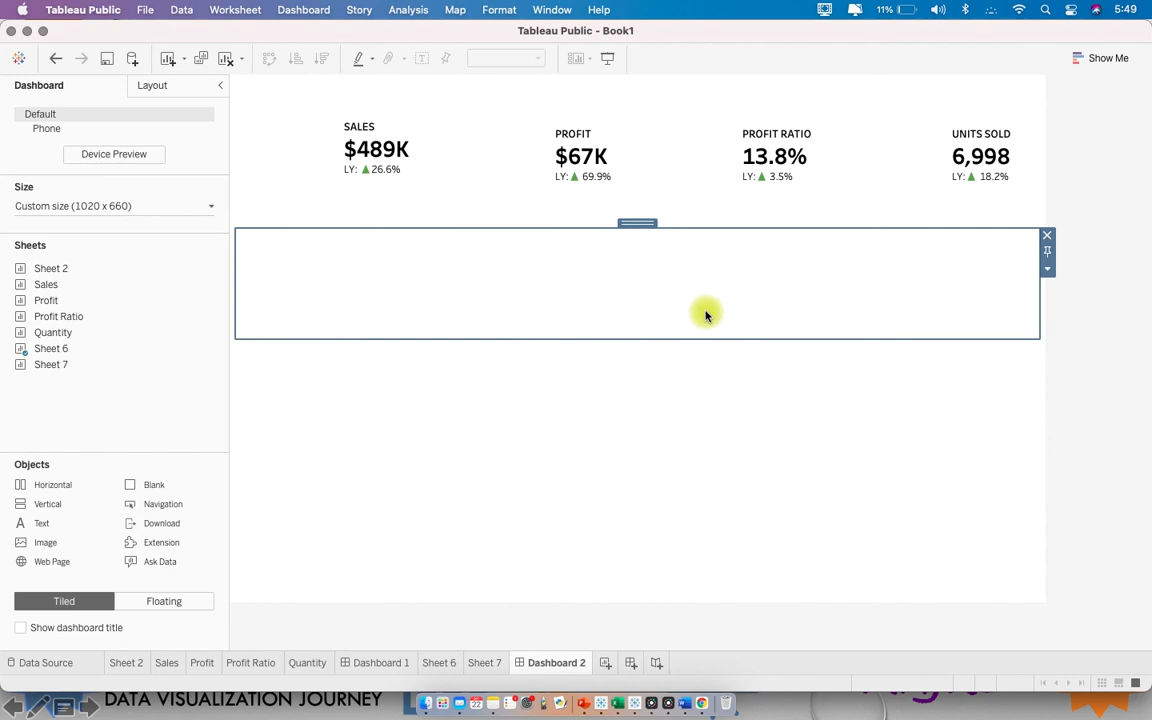 Tableau Public File Data Worksheet Dashboard Story Analysis Map Format Window Help 11% 5:49
Tableau Public - Book1
Show Me
Dashboard Layout
Default
Phone
Device Preview
Size
Custom size (1020 x 660)
Sheets
Sheet 2
Sales
Profit
Profit Ratio
Quantity
Sheet 6
Sheet 7
Objects
Horizontal Blank
Vertical Navigation
Text Download
Image Extension
Web Page Ask Data
Tiled Floating
Show dashboard title
SALES
$489K
LY: ▲ 26.6%
PROFIT
$67K
LY: ▲ 69.9%
PROFIT RATIO
13.8%
LY: ▲ 3.5%
UNITS SOLD
6,998
LY: ▲ 18.2%
Data Source Sheet 2 Sales Profit Profit Ratio Quantity Dashboard 1 Sheet 6 Sheet 7 Dashboard 2
DATA VISUALIZATION JOURNEY